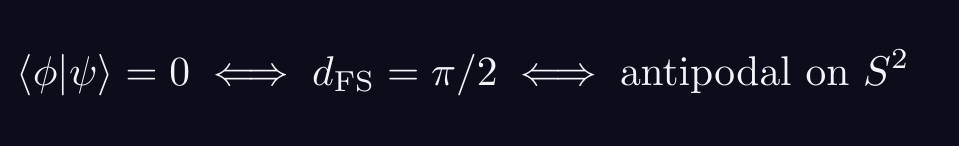 ⟨ϕ|ψ⟩ = 0 ⟺ d_FS = π/2 ⟺ antipodal on S²